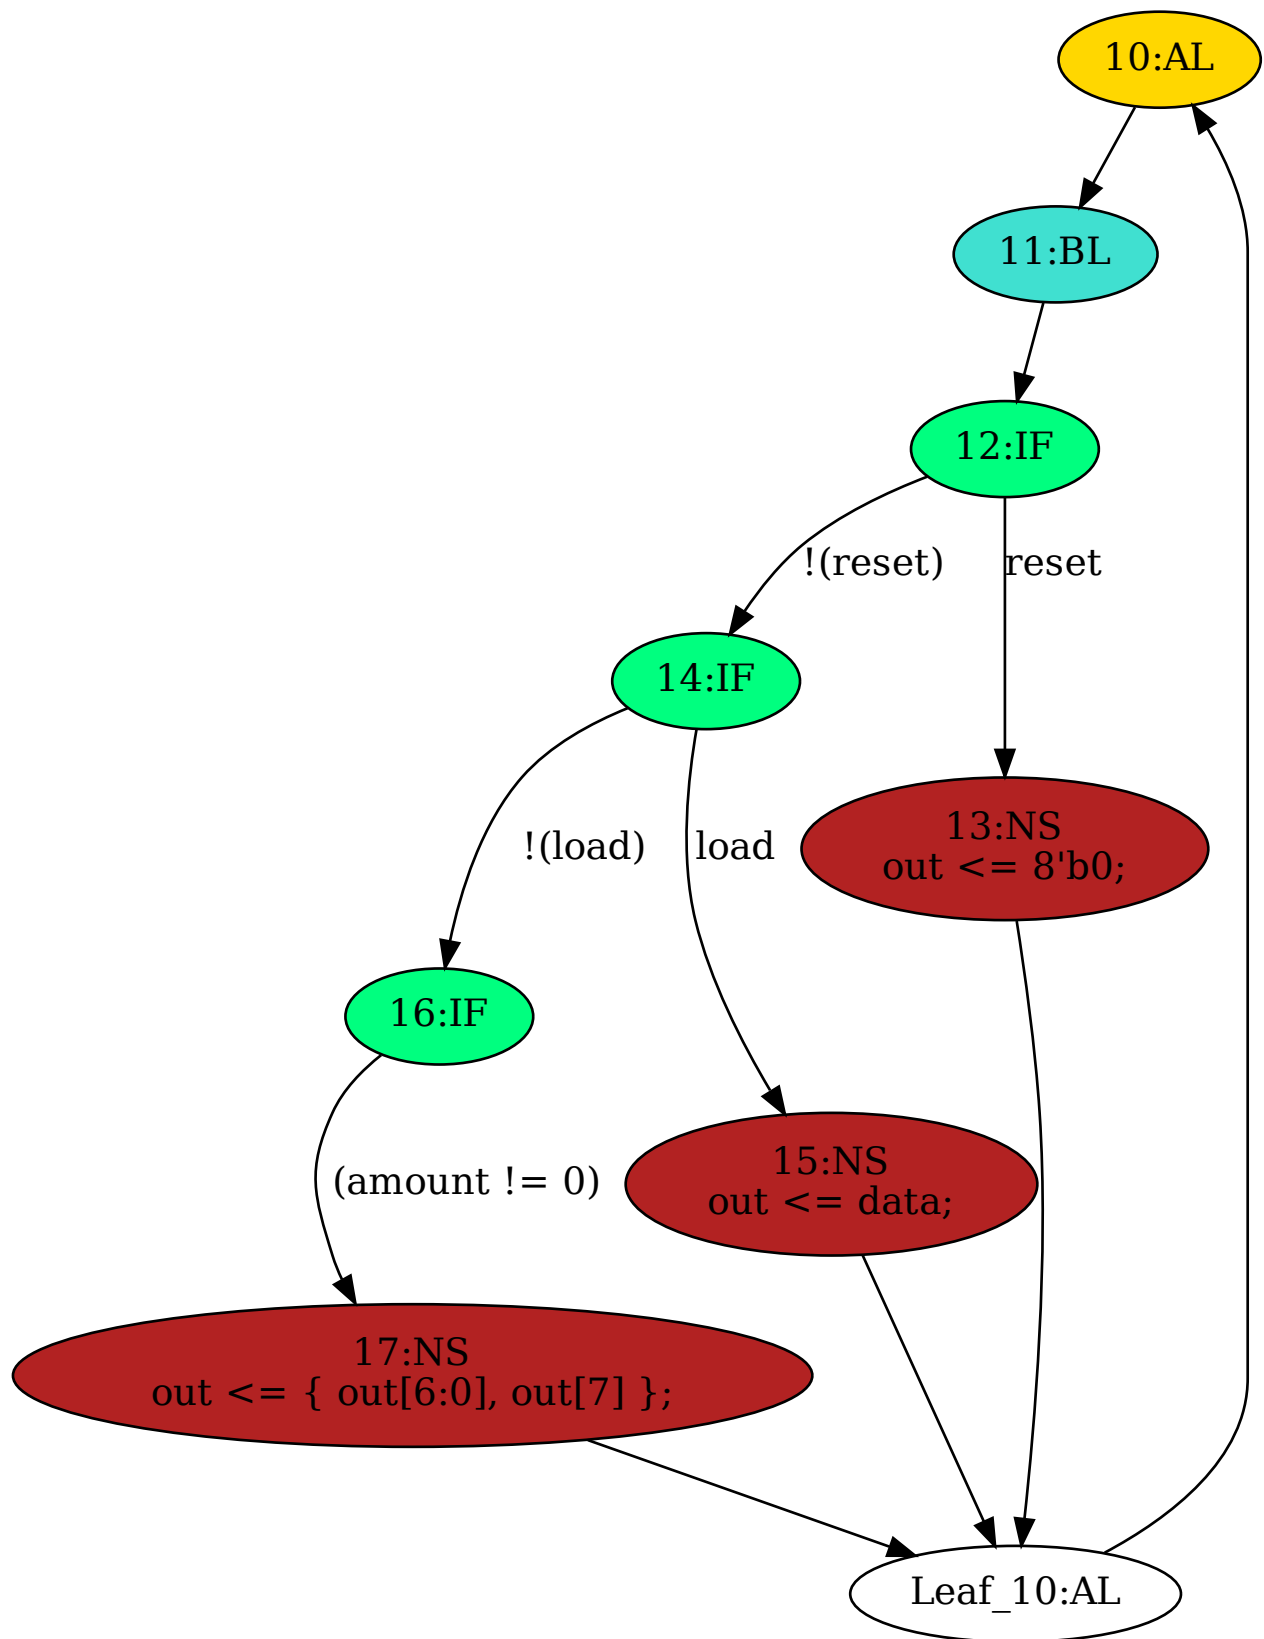 10:AL
11:BL
12:IF
!(reset)
reset
14:IF
13:NS
out <= 8'b0;
!(load)
load
16:IF
15:NS
out <= data;
(amount != 0)
17:NS
out <= { out[6:0], out[7] };
Leaf_10:AL